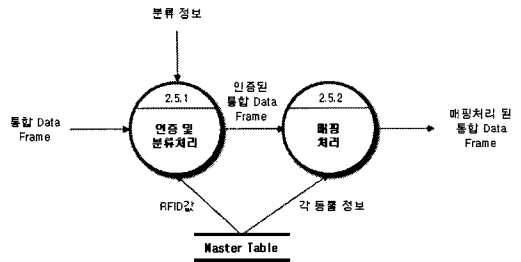 분류 정보
통합 Data
Frame
2.5.1
인증 및
분류처리
인증된
통합 Data
Frame
2.5.2
매핑
처리
매핑처리 된
통합 Data
Frame
RFID값
각 동물 정보
Master Table